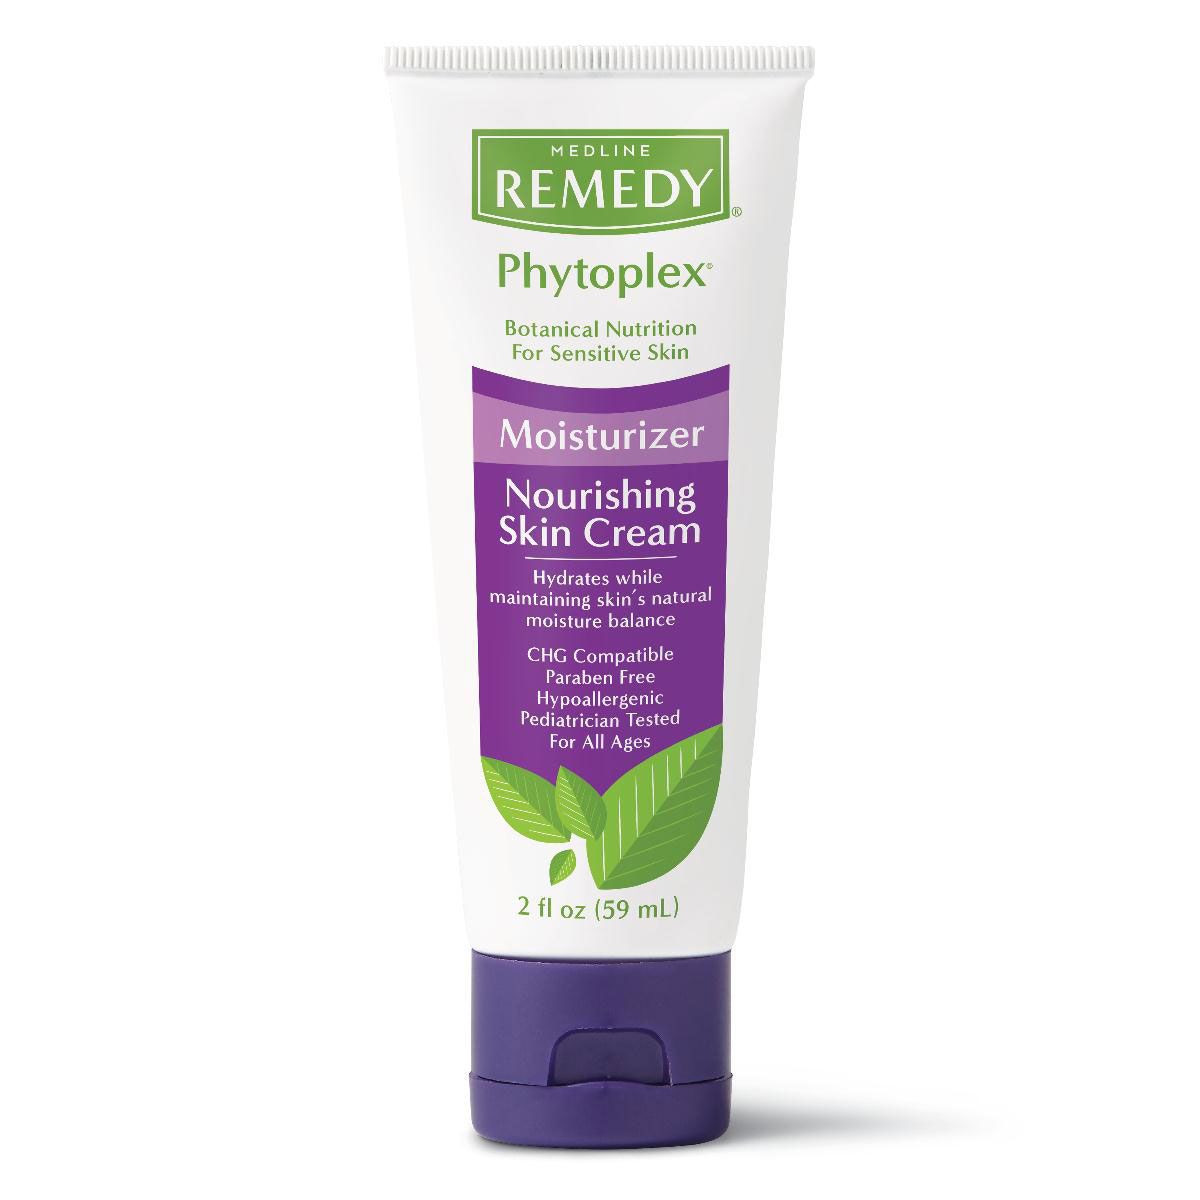 MEDLINE
REMEDY®
Phytoplex®
Botanical Nutrition
For Sensitive Skin
Moisturizer
Nourishing
Skin Cream
Hydrates while
maintaining skin's natural
moisture balance
CHG Compatible
Paraben Free
Hypoallergenic
Pediatrician Tested
For All Ages
2 fl oz (59 mL)